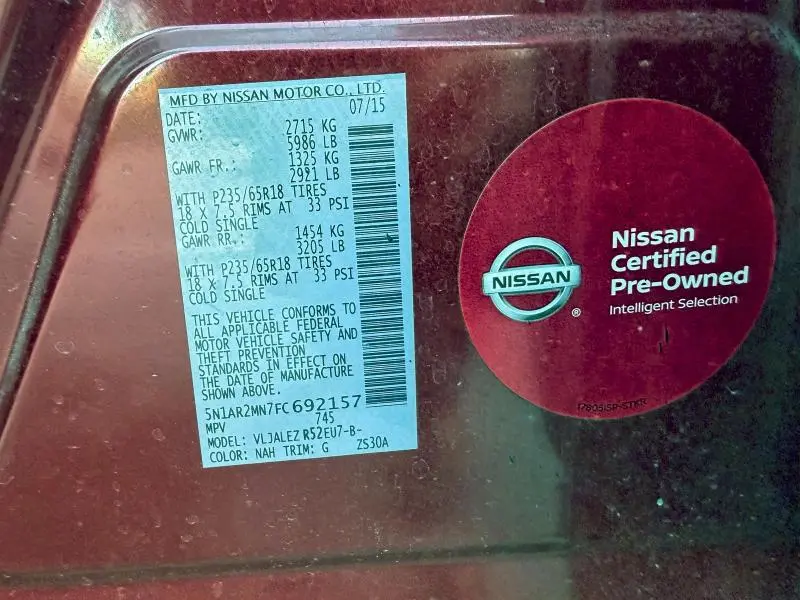 MFD BY NISSAN MOTOR CO., LTD.
DATE: 07/15
GVWR: 2715 KG
5986 LB
GAWR FR.: 1325 KG
2921 LB
WITH P235/65R18 TIRES
18 X 7.5 RIMS AT 33 PSI
COLD SINGLE
GAWR RR.: 1454 KG
3205 LB
WITH P235/65R18 TIRES
18 X 7.5 RIMS AT 33 PSI
COLD SINGLE
THIS VEHICLE CONFORMS TO
ALL APPLICABLE FEDERAL
MOTOR VEHICLE SAFETY AND
THEFT PREVENTION
STANDARDS IN EFFECT ON
THE DATE OF MANUFACTURE
SHOWN ABOVE.
5N1AR2MN7FC692157
MPV 745
MODEL: VLJALEZ R52EU7-B-
COLOR: NAH TRIM: G ZS30A
NISSAN
®
Nissan
Certified
Pre-Owned
Intelligent Selection